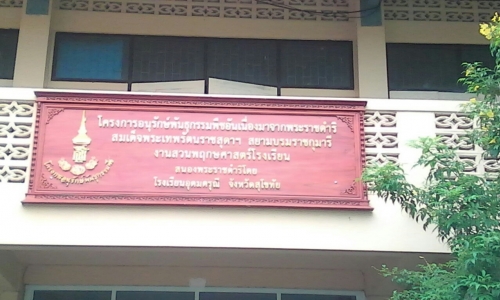 โครงการอนุรักษ์พันธุกรรมพืชอันเนื่องมาจากพระราชดำริ
สมเด็จพระเทพรัตนราชสุดาฯ สยามบรมราชกุมารี
งานสวนพฤกษศาสตร์โรงเรียน
สนองพระราชดำริโดย
โรงเรียนอุดมดรุณี จังหวัดสุโขทัย